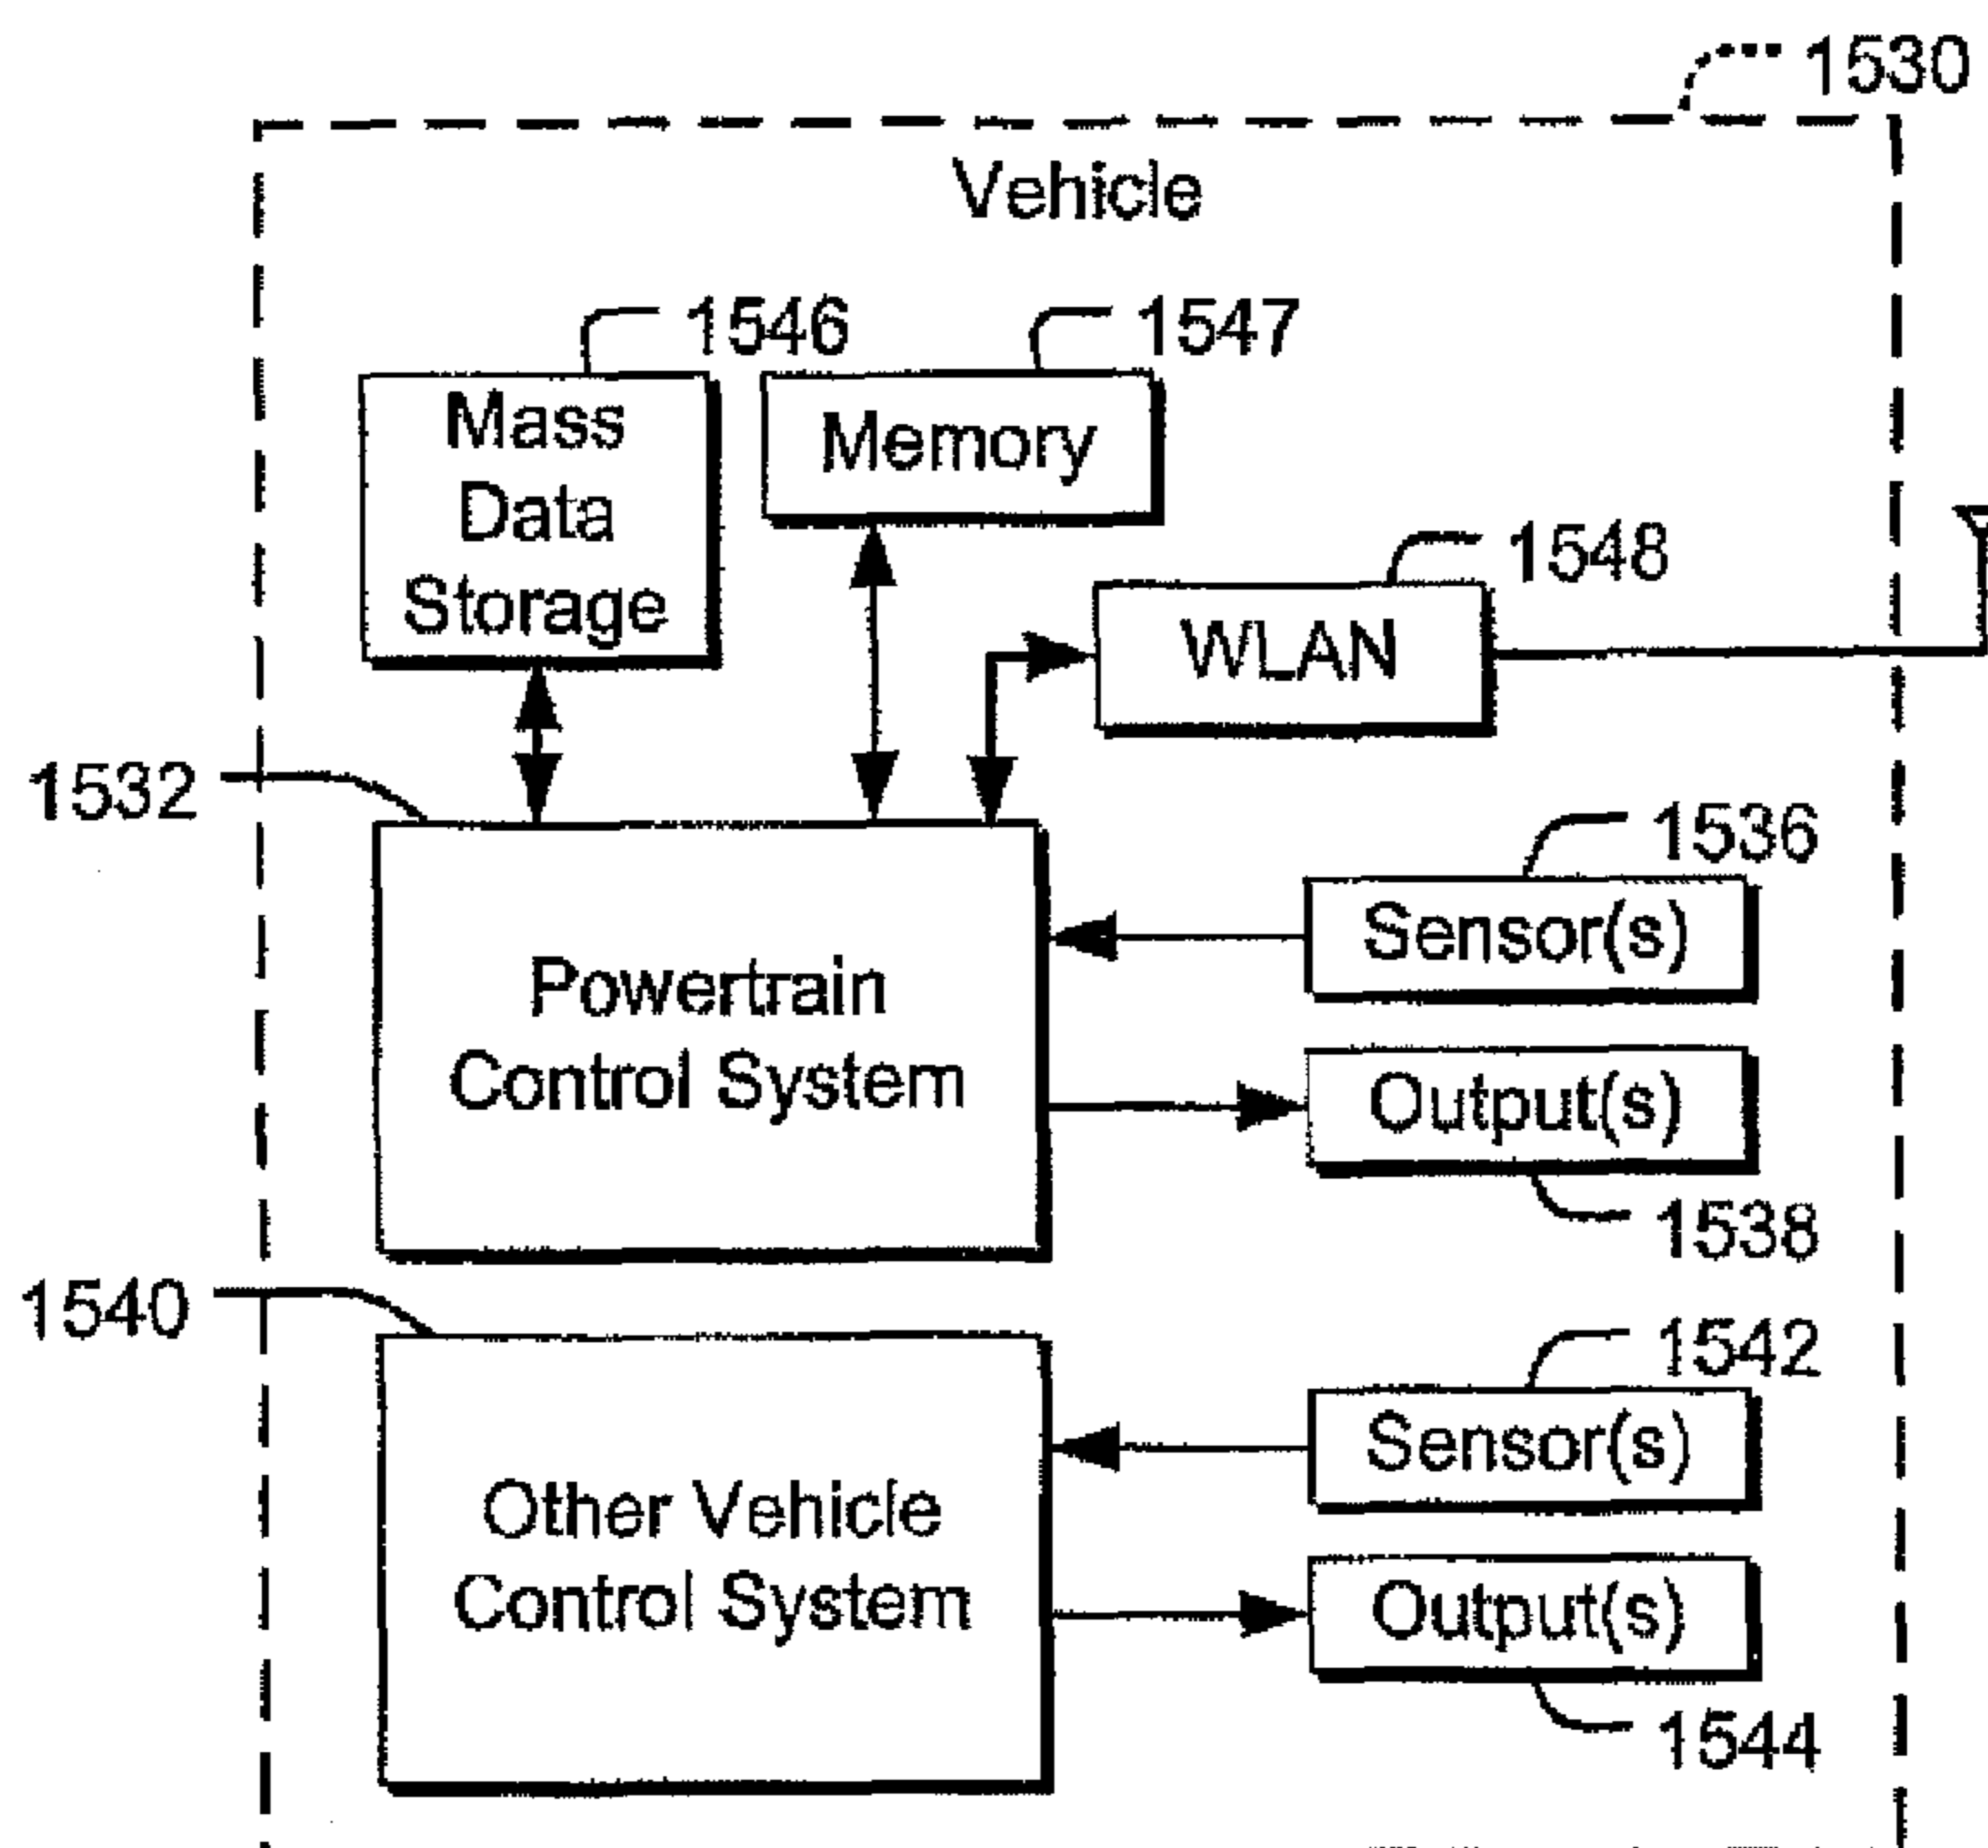 1530
Vehicle
1546
1547
Mass
Data
Storage
Memory
1548
WLAN
1532
1536
Sensor(s)
Powertrain
Control System
Output(s)
1538
1540
1542
Sensor(s)
Other Vehicle
Control System
Output(s)
1544